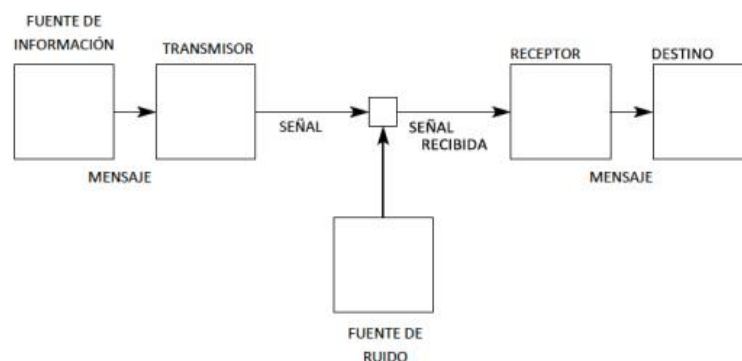 FUENTE DE
INFORMACIÓN
TRANSMISOR
RECEPTOR
DESTINO
SEÑAL
SEÑAL
RECIBIDA
MENSAJE
MENSAJE
FUENTE DE
RUIDO